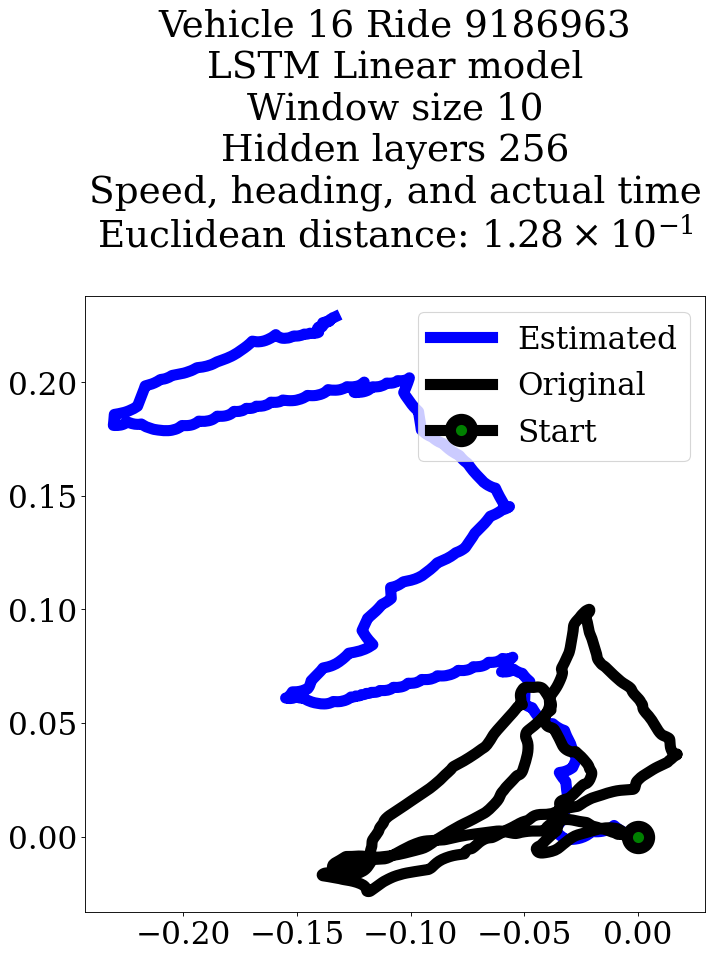 Vehicle 16 Ride 9186963
LSTM Linear model
Window size 10
Hidden layers 256
Speed, heading, and actual time
Euclidean distance: 1.28 × 10⁻¹
Estimated
Original
Start
0.20
0.15
0.10
0.05
0.00
−0.20 −0.15 −0.10 −0.05 0.00